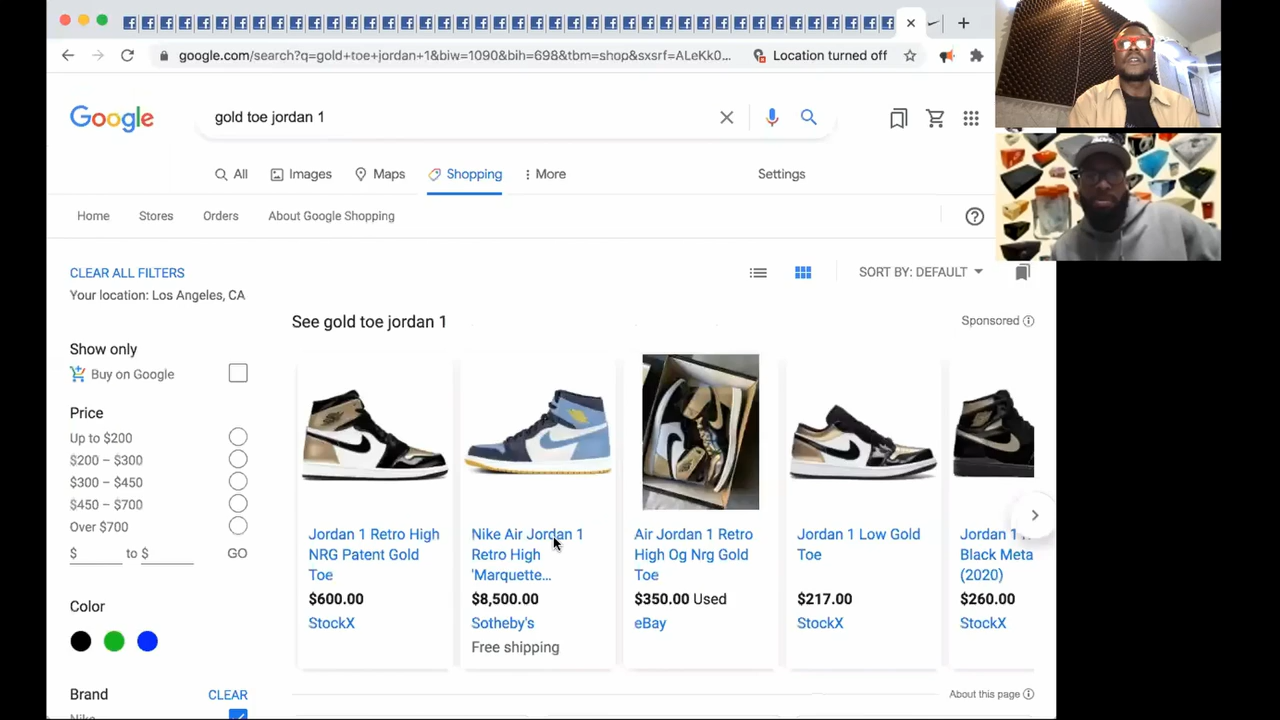 google.com/search?q=gold+toe+jordan+1&biw=1090&bih=698&tbm=shop&sxsrf=ALeKk0...
Location turned off
Google
gold toe jordan 1
All
Images
Maps
Shopping
More
Settings
Home
Stores
Orders
About Google Shopping
CLEAR ALL FILTERS
SORT BY: DEFAULT
Your location: Los Angeles, CA
See gold toe jordan 1
Sponsored
Show only
Buy on Google
Price
Up to $200
$200 – $300
$300 – $450
$450 – $700
Over $700
$ to $ GO
Color
Brand
CLEAR
Nike
Jordan 1 Retro High
NRG Patent Gold
Toe
$600.00
StockX
Nike Air Jordan 1
Retro High
'Marquette...
$8,500.00
Sotheby's
Free shipping
Air Jordan 1 Retro
High Og Nrg Gold
Toe
$350.00 Used
eBay
Jordan 1 Low Gold
Toe
$217.00
StockX
Jordan 1
Black Meta
(2020)
$260.00
StockX
About this page